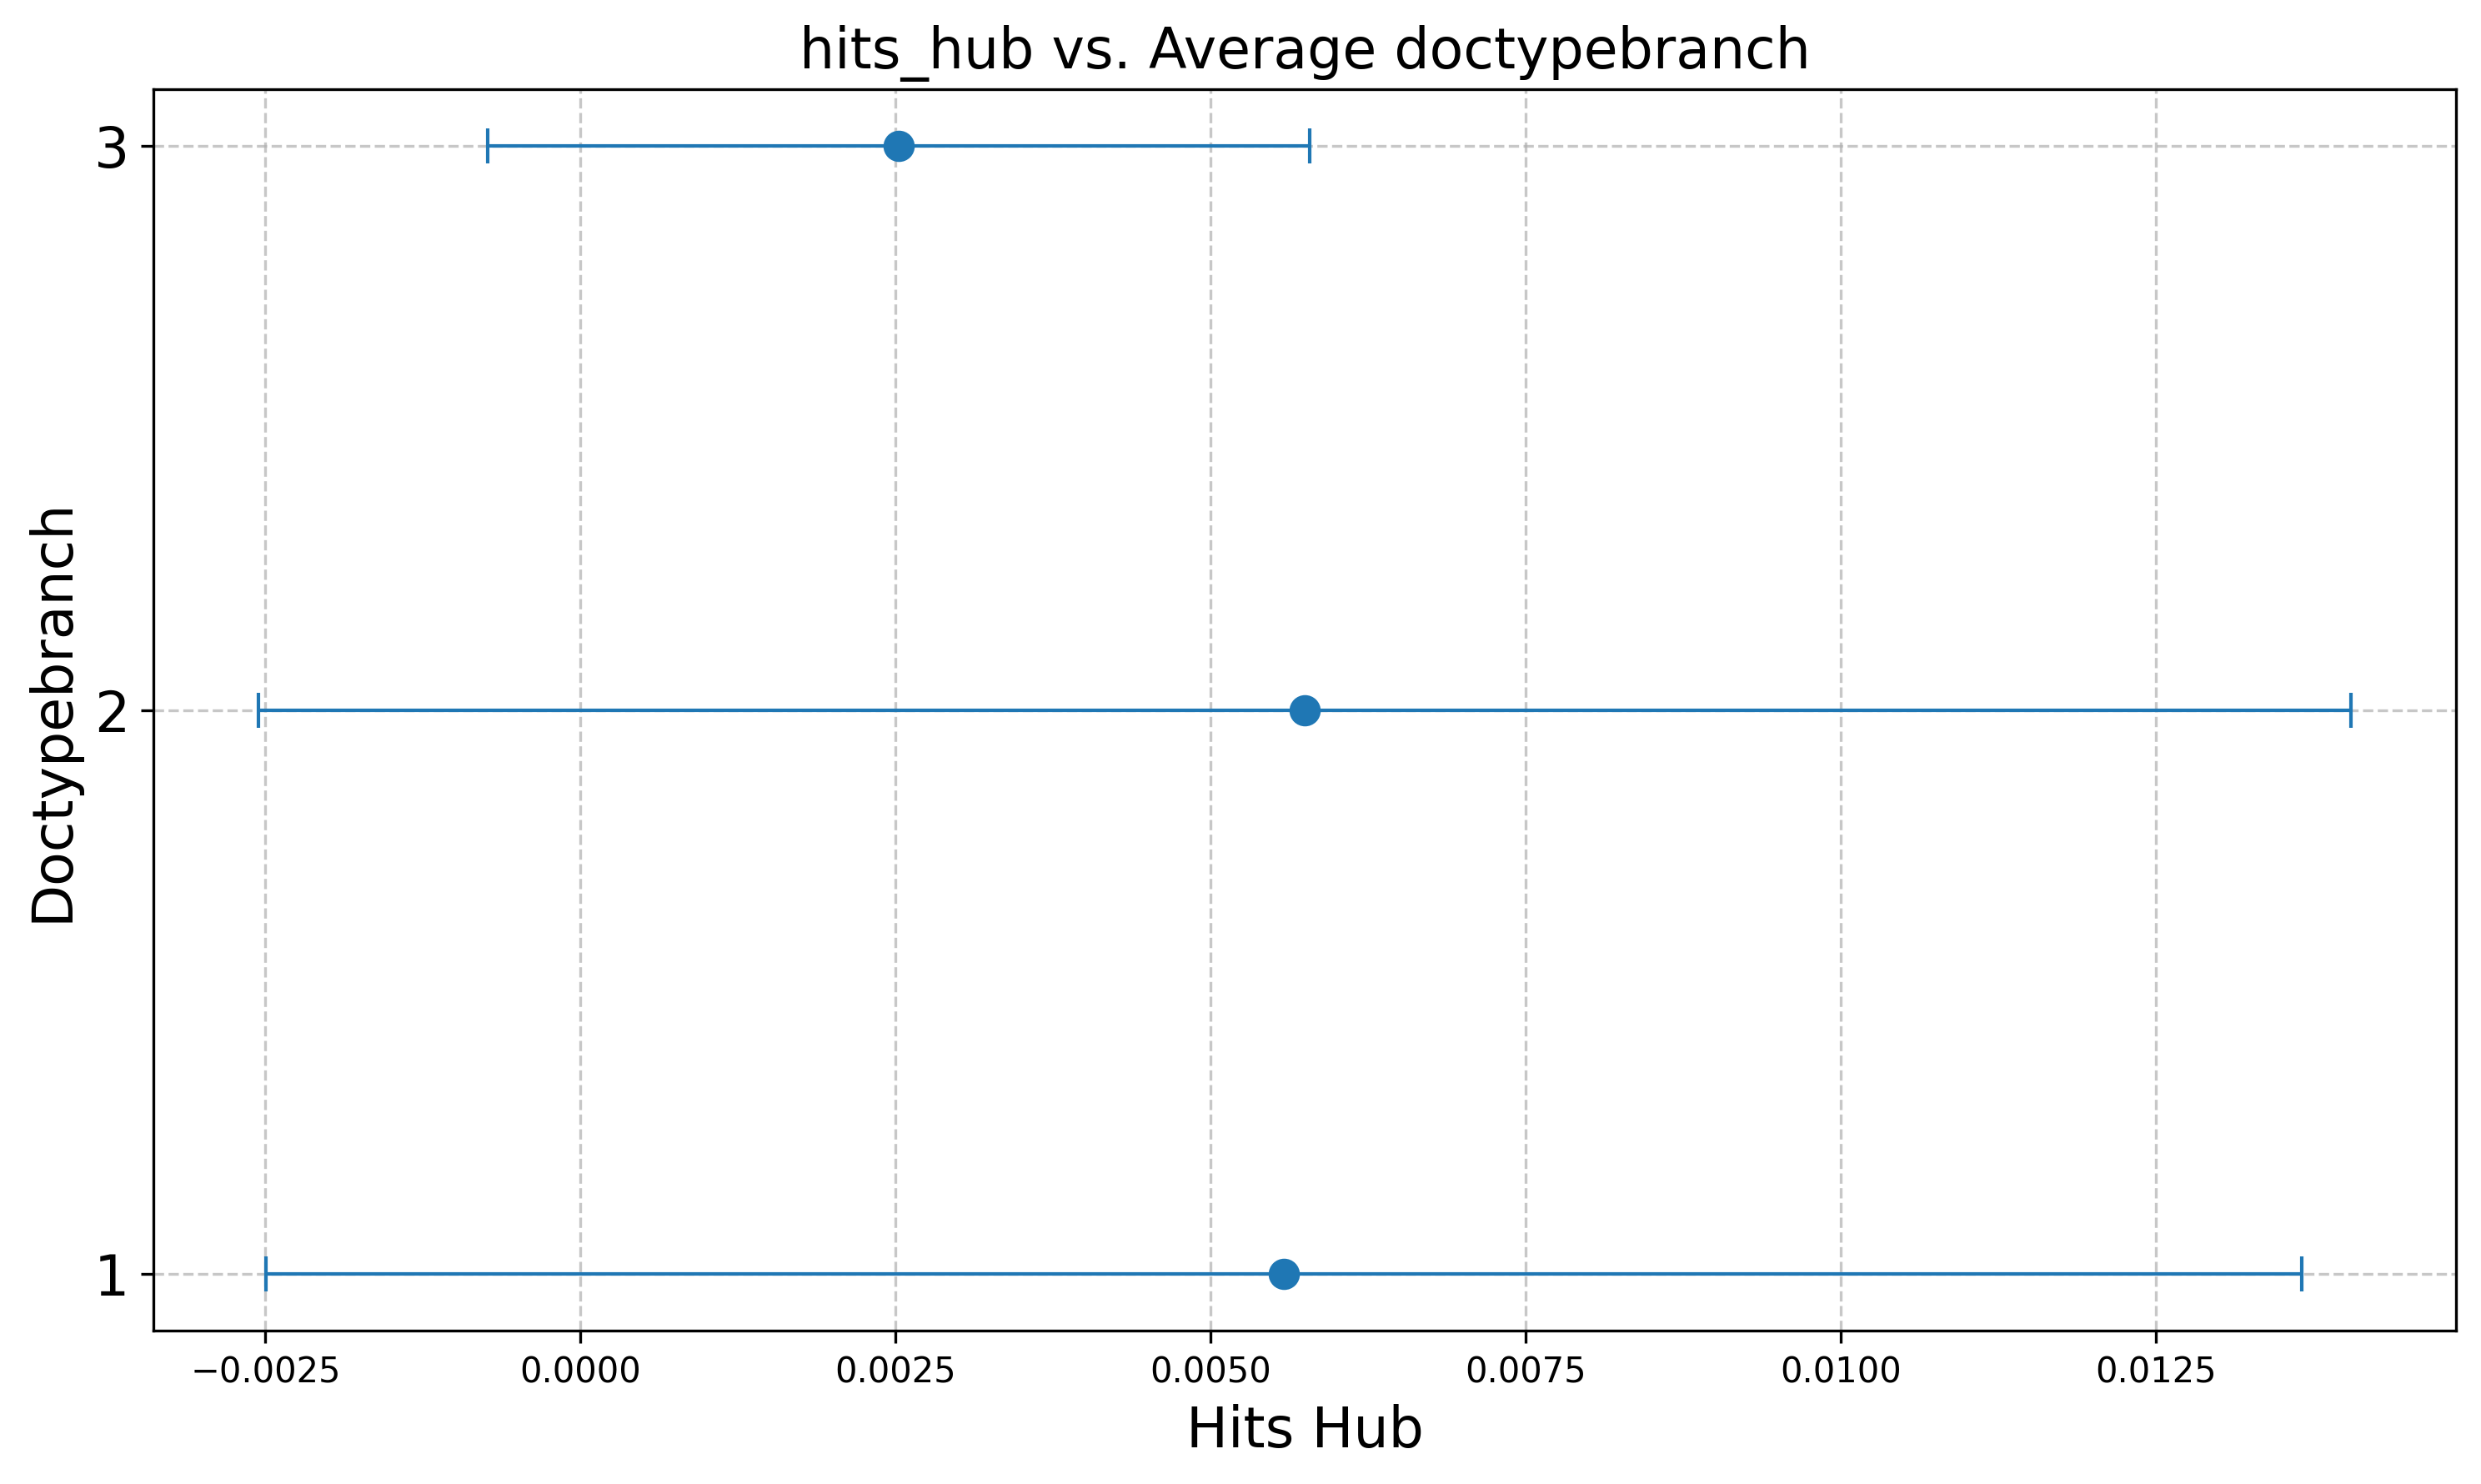 hits_hub vs. Average doctypebranch
3
2
1
Doctypebranch
−0.0025 0.0000 0.0025 0.0050 0.0075 0.0100 0.0125
Hits Hub